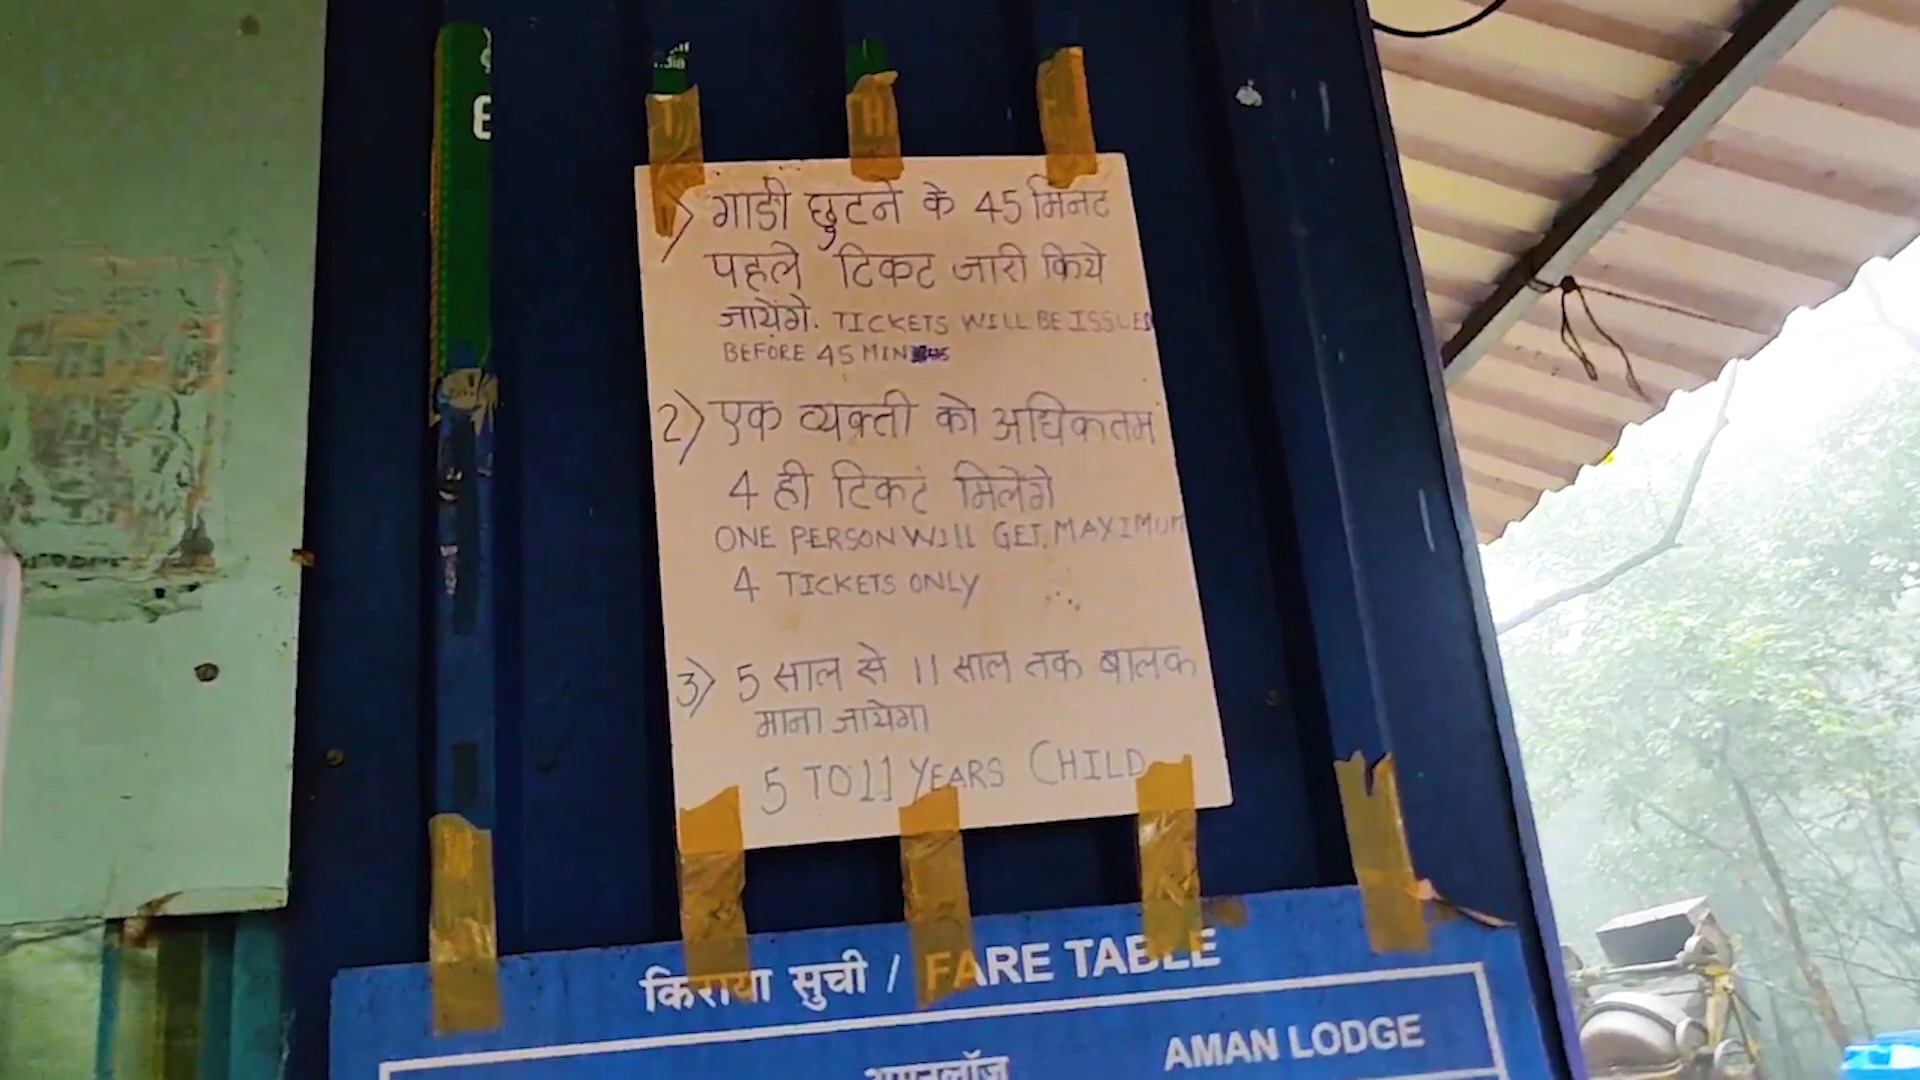 1) गाडी छुटने के 45 मिनट
पहले टिकट जारी किये
जायेंगे. TICKETS WILL BE ISSUED
BEFORE 45 MIN
2) एक व्यक्ती को अधिकतम
4 ही टिकटं मिलेंगे
ONE PERSON WILL GET MAXIMUM
4 TICKETS ONLY
3) 5 साल से 11 साल तक बालक
माना जायेगा
5 TO 11 YEARS CHILD
किराया सुची / FARE TABLE
अमनलॉज AMAN LODGE